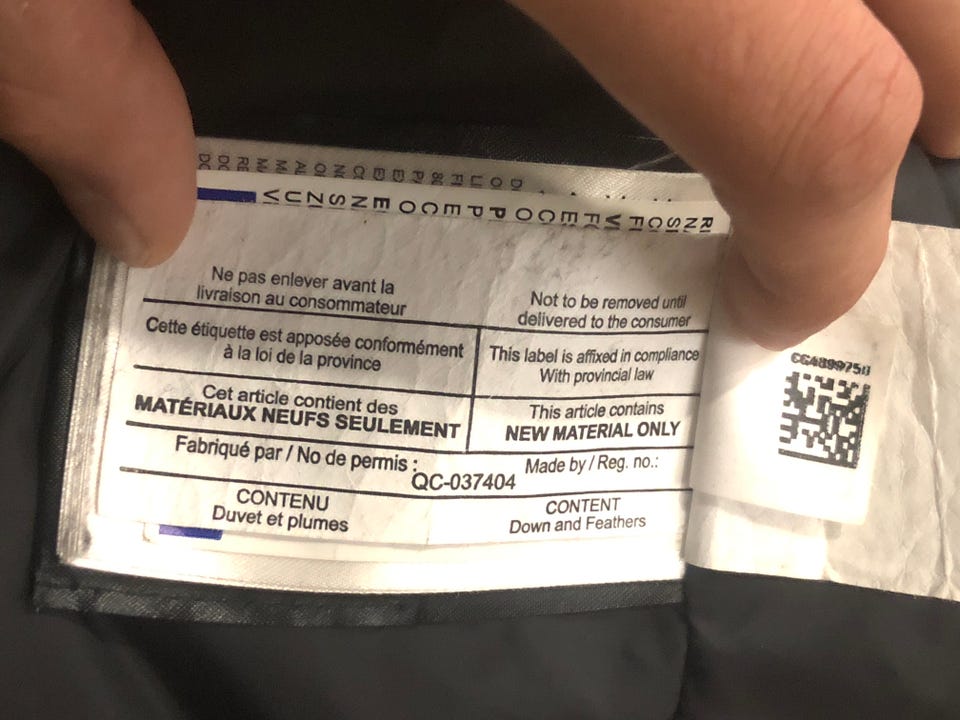 Ne pas enlever avant la
livraison au consommateur
Not to be removed until
delivered to the consumer
Cette étiquette est apposée conformément
à la loi de la province
This label is affixed in compliance
With provincial law
Cet article contient des
MATÉRIAUX NEUFS SEULEMENT
This article contains
NEW MATERIAL ONLY
Fabriqué par / No de permis :
QC-037404
Made by / Reg. no.:
CONTENU
Duvet et plumes
CONTENT
Down and Feathers